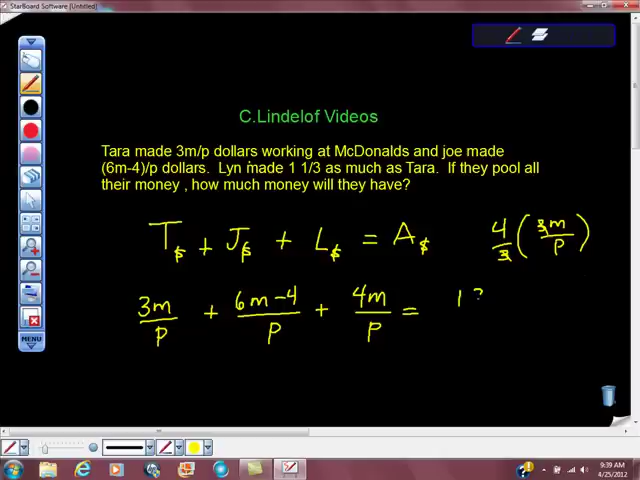 StarBoard Software [Untitled]
C.Lindelof Videos
Tara made 3m/p dollars working at McDonalds and joe made
(6m-4)/p dollars. Lyn made 1 1/3 as much as Tara. If they pool all
their money , how much money will they have?
T$ + J$ + L$ = A$ 4/3 (3m/p)
3m/p + 6m-4/p + 4m/p = 13
MENU
9:39 AM
4/25/2012